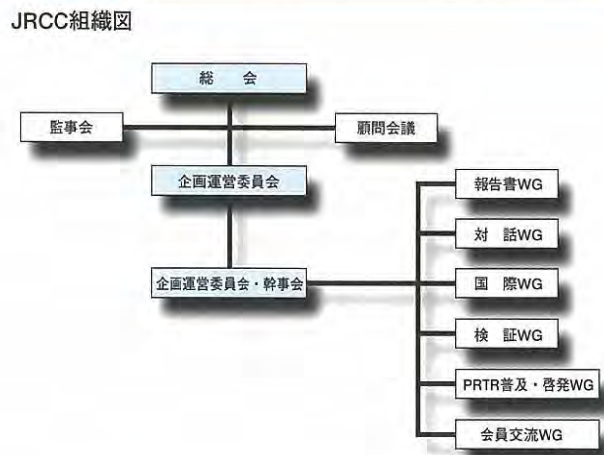 JRCC組織図
総　会
監事会
顧問会議
企画運営委員会
企画運営委員会・幹事会
報告書WG
対　話WG
国　際WG
検　証WG
PRTR普及・啓発WG
会員交流WG